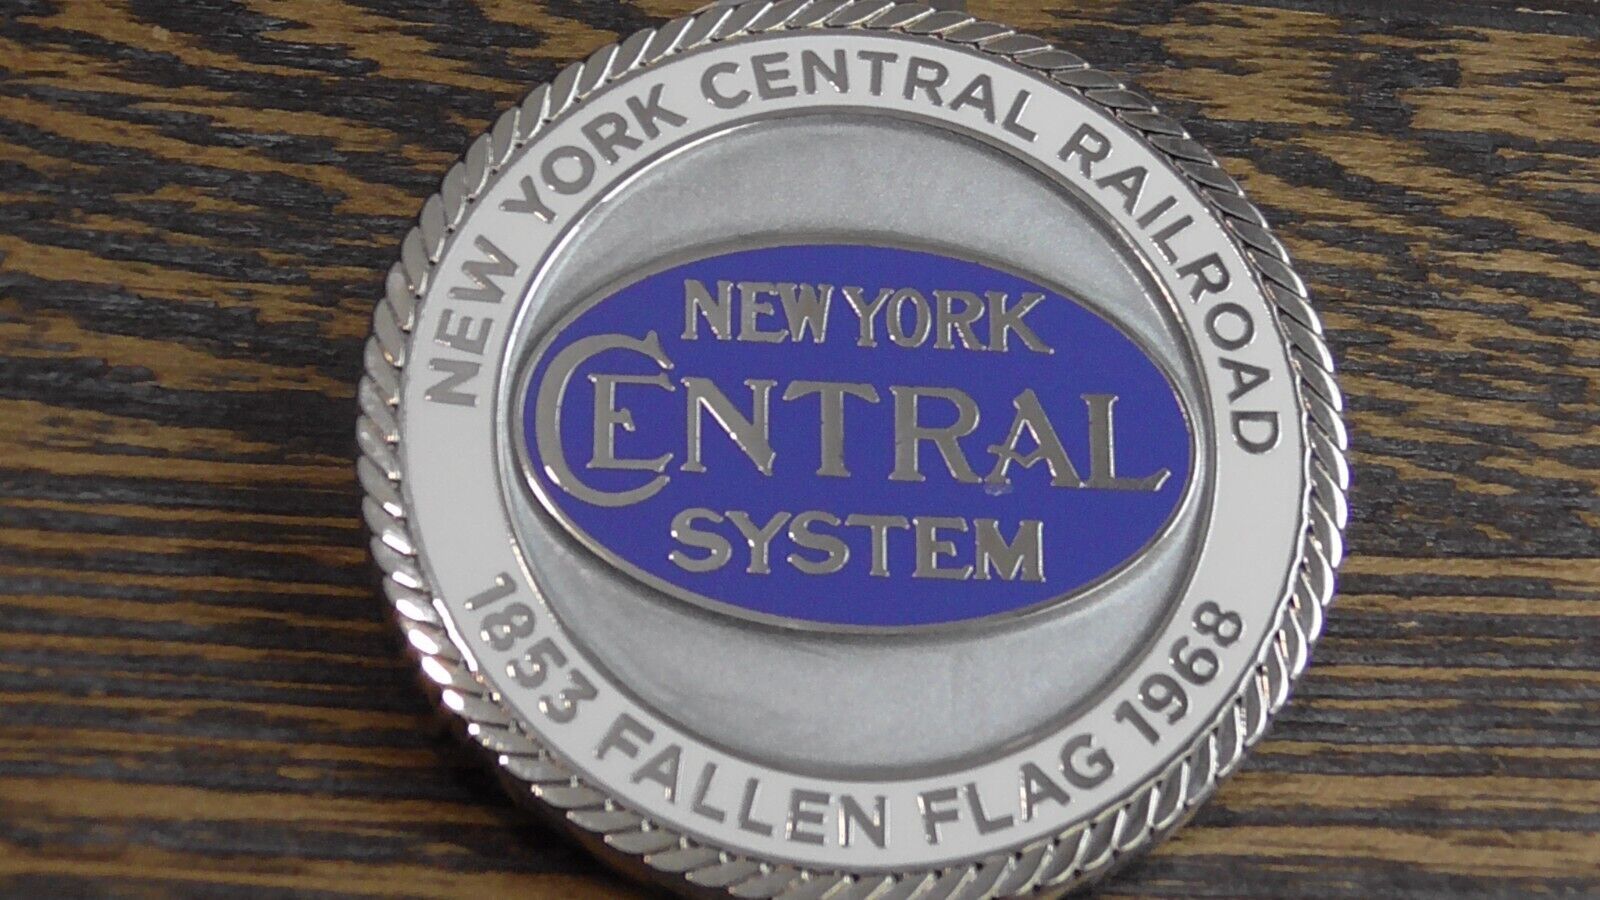 NEW YORK CENTRAL RAILROAD
NEW YORK
CENTRAL
SYSTEM
1853 FALLEN FLAG 1968